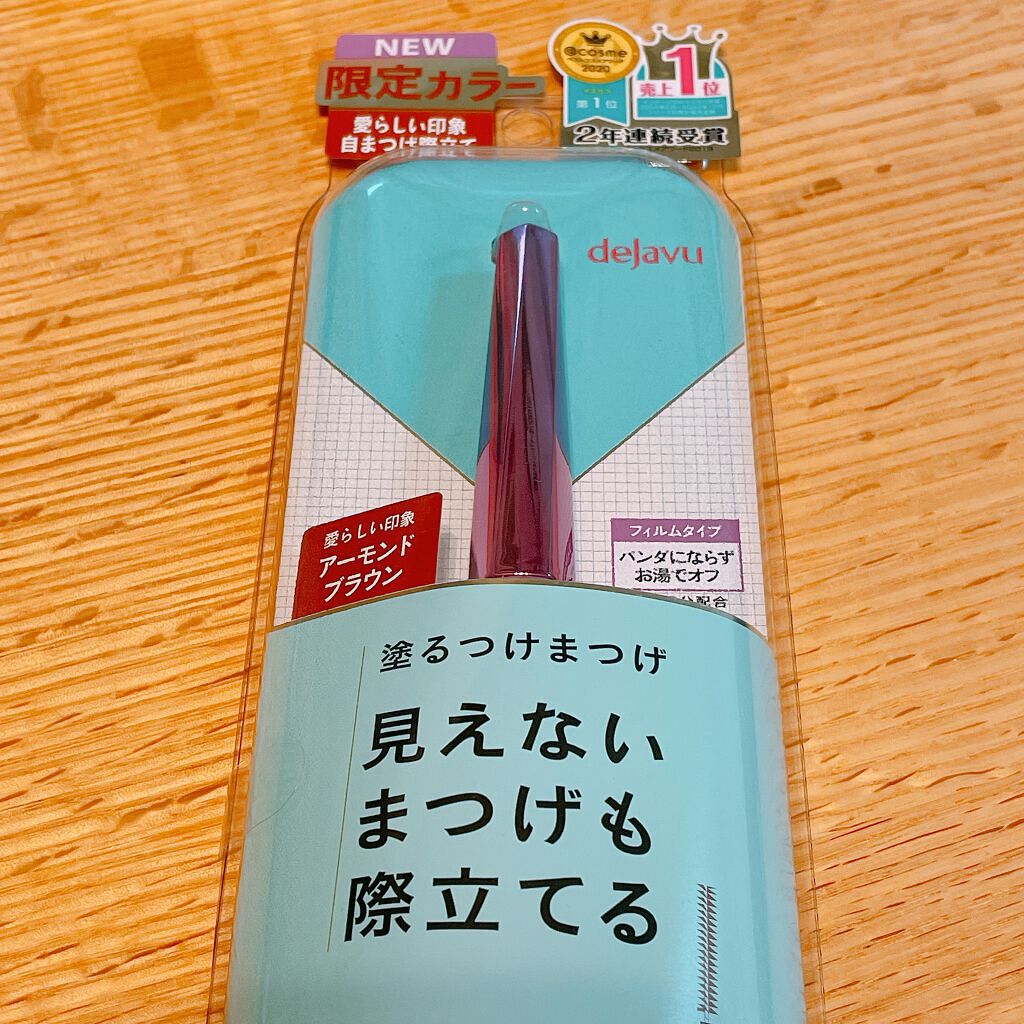 NEW
限定カラー
愛らしい印象
自まつげ際立て
@cosme
2020
第1位
売上1位
2年連続受賞
dejavu
愛らしい印象
アーモンド
ブラウン
フィルムタイプ
パンダにならず
お湯でオフ
分配合
塗るつけまつげ
見えない
まつげも
際立てる